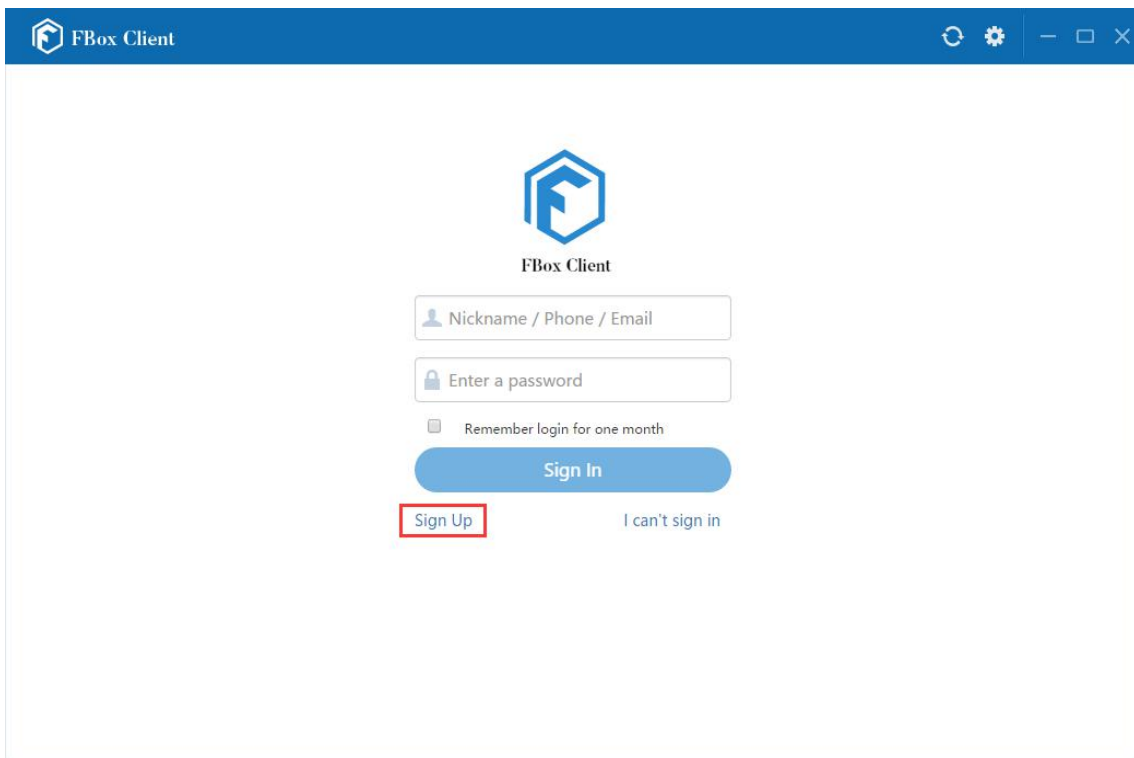 FBox Client
FBox Client
Nickname / Phone / Email
Enter a password
Remember login for one month
Sign In
Sign Up
I can't sign in